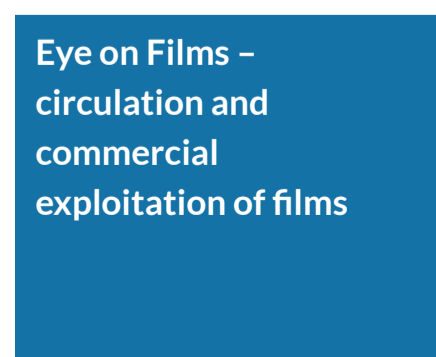 Eye on Films –
circulation and
commercial
exploitation of films